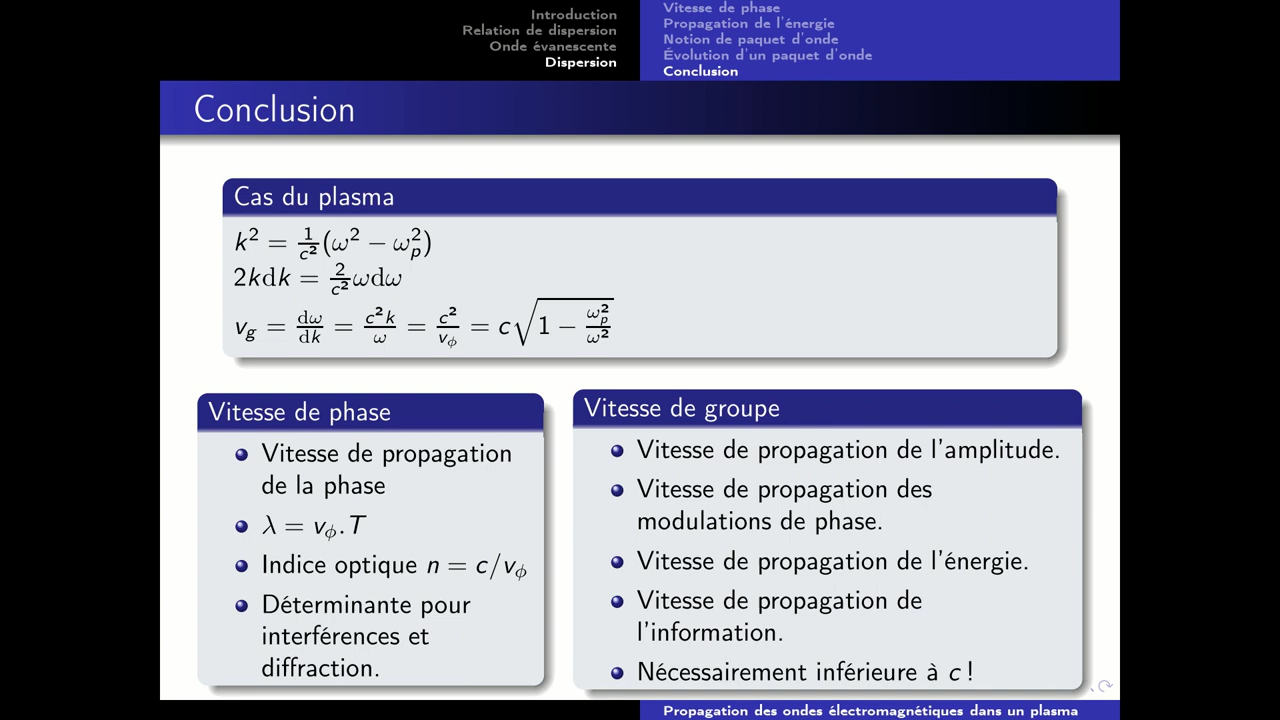 Introduction
Relation de dispersion
Onde évanescente
Dispersion
Vitesse de phase
Propagation de l'énergie
Notion de paquet d'onde
Évolution d'un paquet d'onde
Conclusion
Conclusion
Cas du plasma
k² = 1/c² (ω² − ωₚ²)
2kdk = 2/c² ωdω
v_g = dω/dk = c²k/ω = c²/v_ϕ = c√(1 − ωₚ²/ω²)
Vitesse de phase
Vitesse de propagation
de la phase
λ = v_ϕ.T
Indice optique n = c/v_ϕ
Déterminante pour
interférences et
diffraction.
Vitesse de groupe
Vitesse de propagation de l'amplitude.
Vitesse de propagation des
modulations de phase.
Vitesse de propagation de l'énergie.
Vitesse de propagation de
l'information.
Nécessairement inférieure à c !
Propagation des ondes électromagnétiques dans un plasma